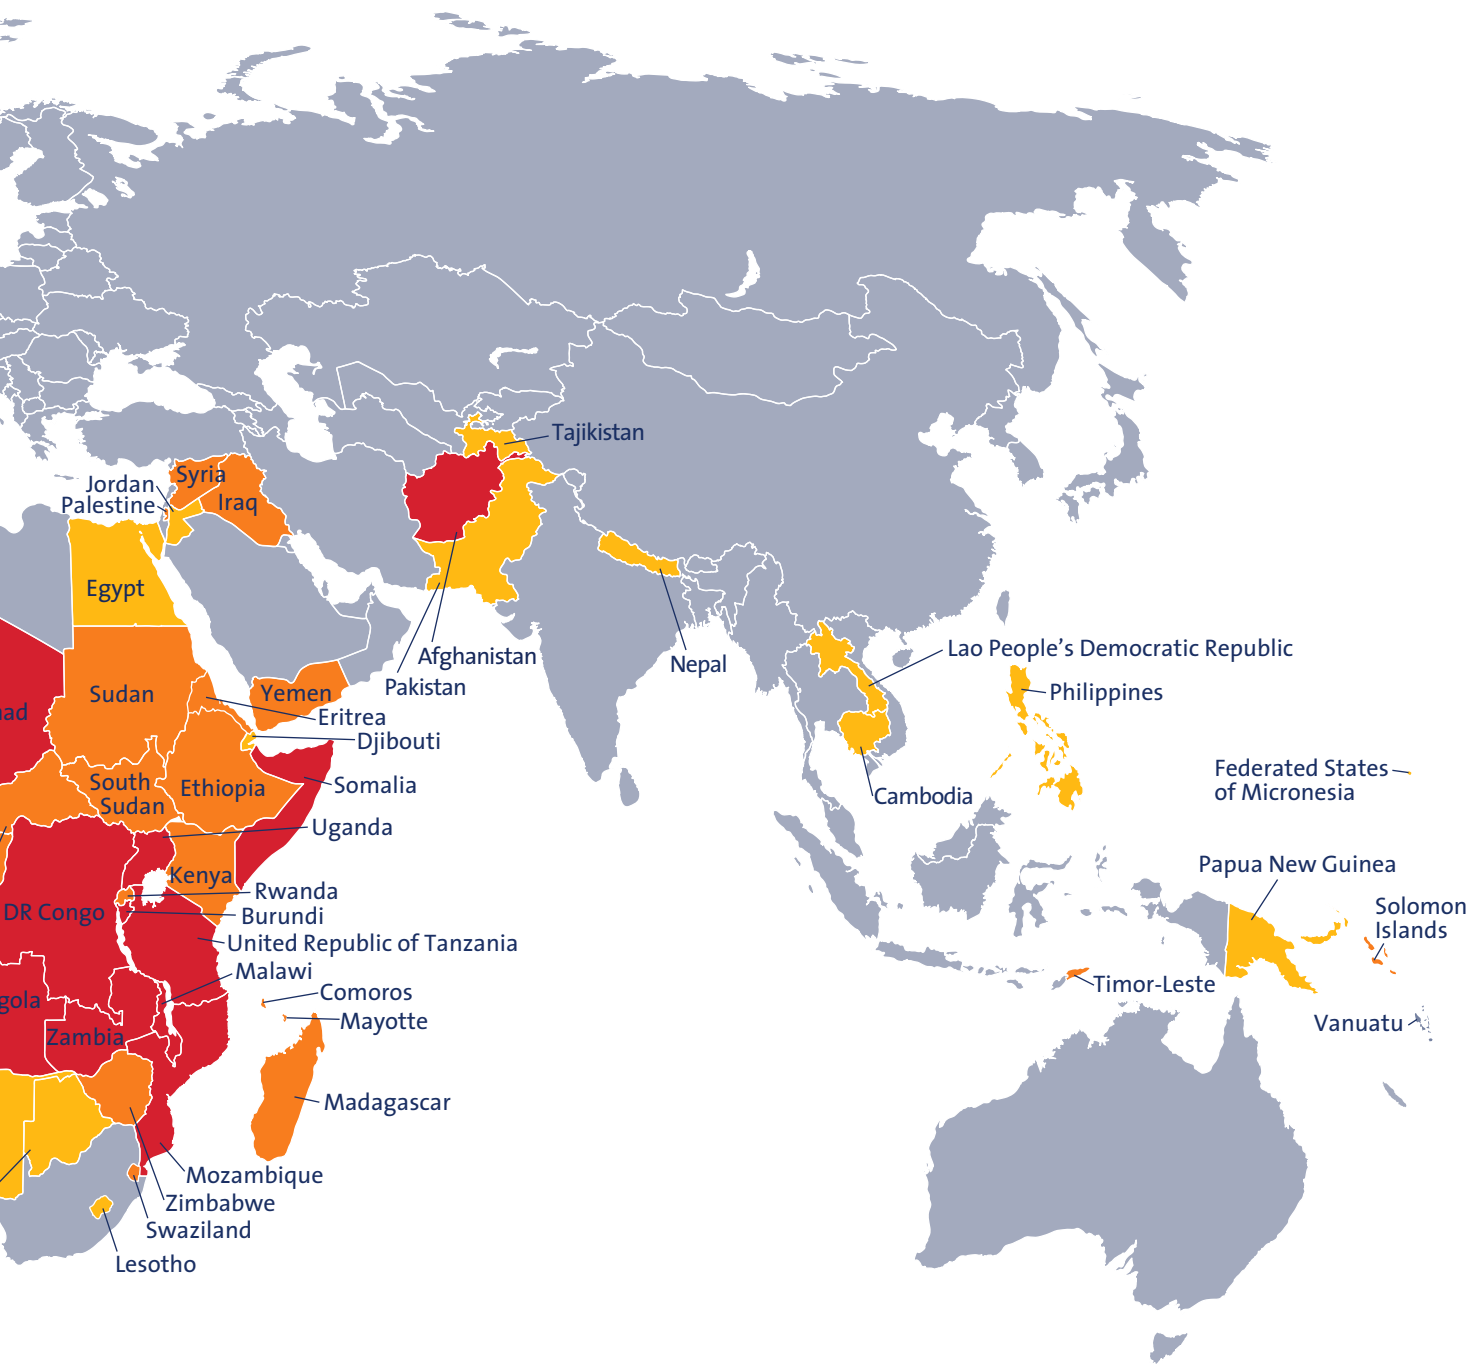 Tajikistan
Syria
Jordan
Palestine
Iraq
Egypt
Afghanistan
Pakistan
Nepal
Lao People's Democratic Republic
Philippines
Sudan
Yemen
ad
Eritrea
Djibouti
Federated States
of Micronesia
South
Sudan
Ethiopia
Somalia
Cambodia
Uganda
Papua New Guinea
Kenya
Rwanda
DR Congo
Burundi
Solomon
Islands
United Republic of Tanzania
Malawi
Timor-Leste
Comoros
gola
Mayotte
Vanuatu
Zambia
Madagascar
Mozambique
Zimbabwe
Swaziland
Lesotho